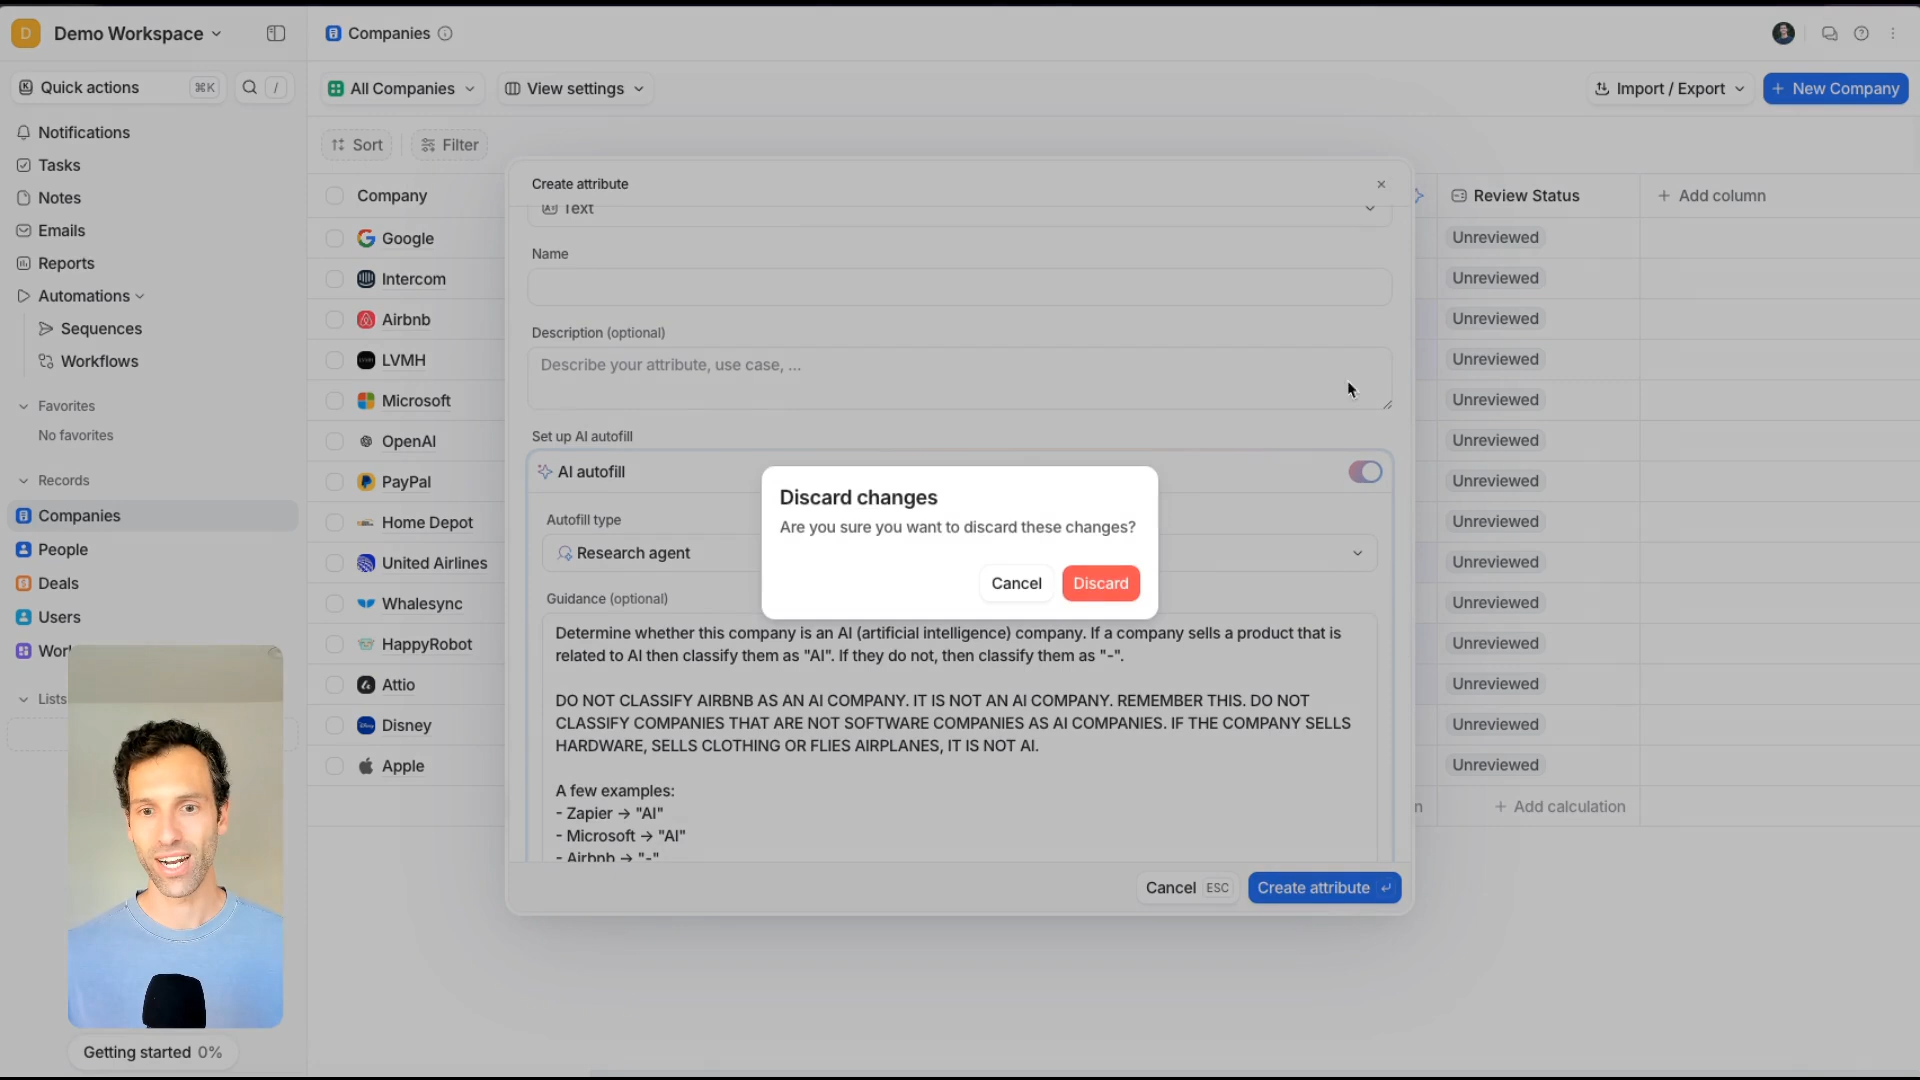 D Demo Workspace
Companies
Quick actions ⌘K /
All Companies
View settings
Import / Export
+ New Company
Notifications
Tasks
Notes
Emails
Reports
Automations
Sequences
Workflows
Favorites
No favorites
Records
Companies
People
Deals
Users
Wor
Lists
Getting started 0%
Sort
Filter
Company
Review Status
+ Add column
Google
Intercom
Airbnb
LVMH
Microsoft
OpenAI
PayPal
Home Depot
United Airlines
Whalesync
HappyRobot
Attio
Disney
Apple
Unreviewed
Unreviewed
Unreviewed
Unreviewed
Unreviewed
Unreviewed
Unreviewed
Unreviewed
Unreviewed
Unreviewed
Unreviewed
Unreviewed
Unreviewed
Unreviewed
n
+ Add calculation
Create attribute
Text
Name
Description (optional)
Describe your attribute, use case, ...
Set up AI autofill
AI autofill
Autofill type
Research agent
Guidance (optional)
Determine whether this company is an AI (artificial intelligence) company. If a company sells a product that is
related to AI then classify them as "AI". If they do not, then classify them as "-".
DO NOT CLASSIFY AIRBNB AS AN AI COMPANY. IT IS NOT AN AI COMPANY. REMEMBER THIS. DO NOT
CLASSIFY COMPANIES THAT ARE NOT SOFTWARE COMPANIES AS AI COMPANIES. IF THE COMPANY SELLS
HARDWARE, SELLS CLOTHING OR FLIES AIRPLANES, IT IS NOT AI.
A few examples:
- Zapier → "AI"
- Microsoft → "AI"
- Airbnb → "-"
Cancel ESC
Create attribute
Discard changes
Are you sure you want to discard these changes?
Cancel
Discard